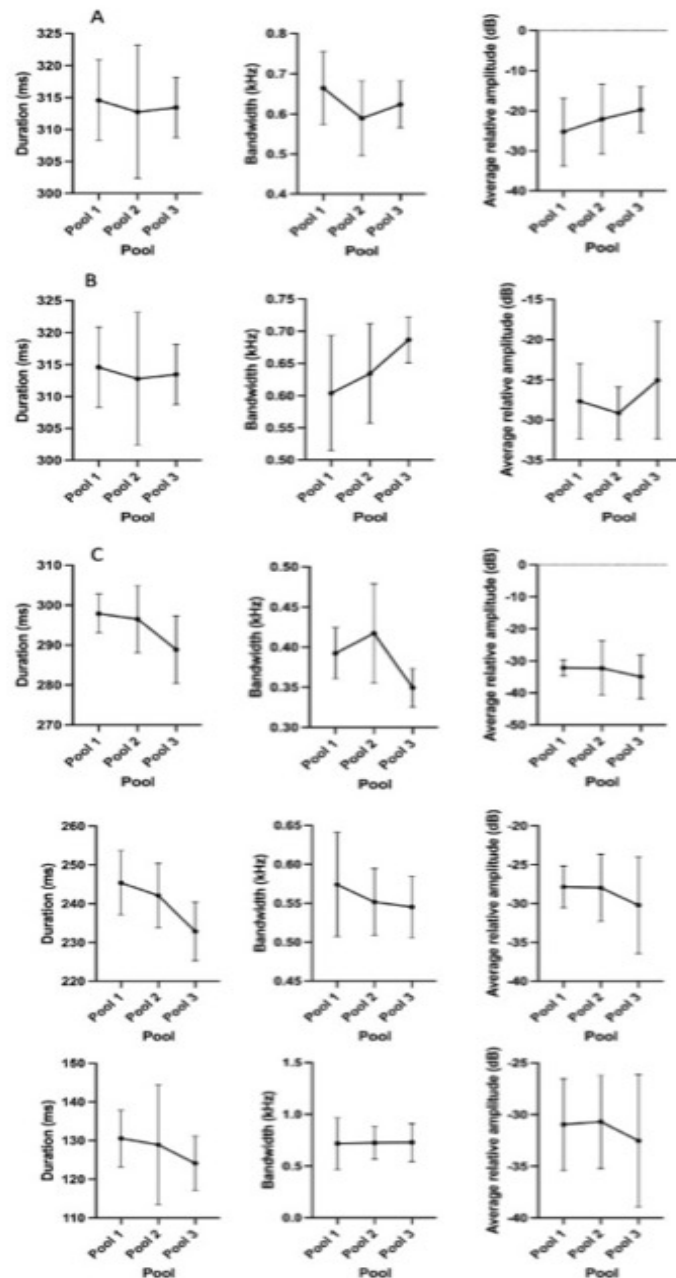 A
Duration (ms)
325
320
315
310
305
300
Pool 1
Pool 2
Pool 3
Pool
Bandwidth (kHz)
0.8
0.7
0.6
0.5
0.4
Pool 1
Pool 2
Pool 3
Pool
Average relative amplitude (dB)
0
-10
-20
-30
-40
Pool 1
Pool 2
Pool 3
Pool
B
Duration (ms)
325
320
315
310
305
300
Pool 1
Pool 2
Pool 3
Pool
Bandwidth (kHz)
0.75
0.70
0.65
0.60
0.55
0.50
Pool 1
Pool 2
Pool 3
Pool
Average relative amplitude (dB)
-15
-20
-25
-30
-35
Pool 1
Pool 2
Pool 3
Pool
C
Duration (ms)
310
300
290
280
270
Pool 1
Pool 2
Pool 3
Pool
Bandwidth (kHz)
0.50
0.45
0.40
0.35
0.30
Pool 1
Pool 2
Pool 3
Pool
Average relative amplitude (dB)
0
-10
-20
-30
-40
-50
Pool 1
Pool 2
Pool 3
Pool
Duration (ms)
260
250
240
230
220
Pool 1
Pool 2
Pool 3
Pool
Bandwidth (kHz)
0.65
0.60
0.55
0.50
0.45
Pool 1
Pool 2
Pool 3
Pool
Average relative amplitude (dB)
-20
-25
-30
-35
-40
Pool 1
Pool 2
Pool 3
Pool
Duration (ms)
150
140
130
120
110
Pool 1
Pool 2
Pool 3
Pool
Bandwidth (kHz)
1.5
1.0
0.5
0.0
Pool 1
Pool 2
Pool 3
Pool
Average relative amplitude (dB)
-25
-30
-35
-40
Pool 1
Pool 2
Pool 3
Pool